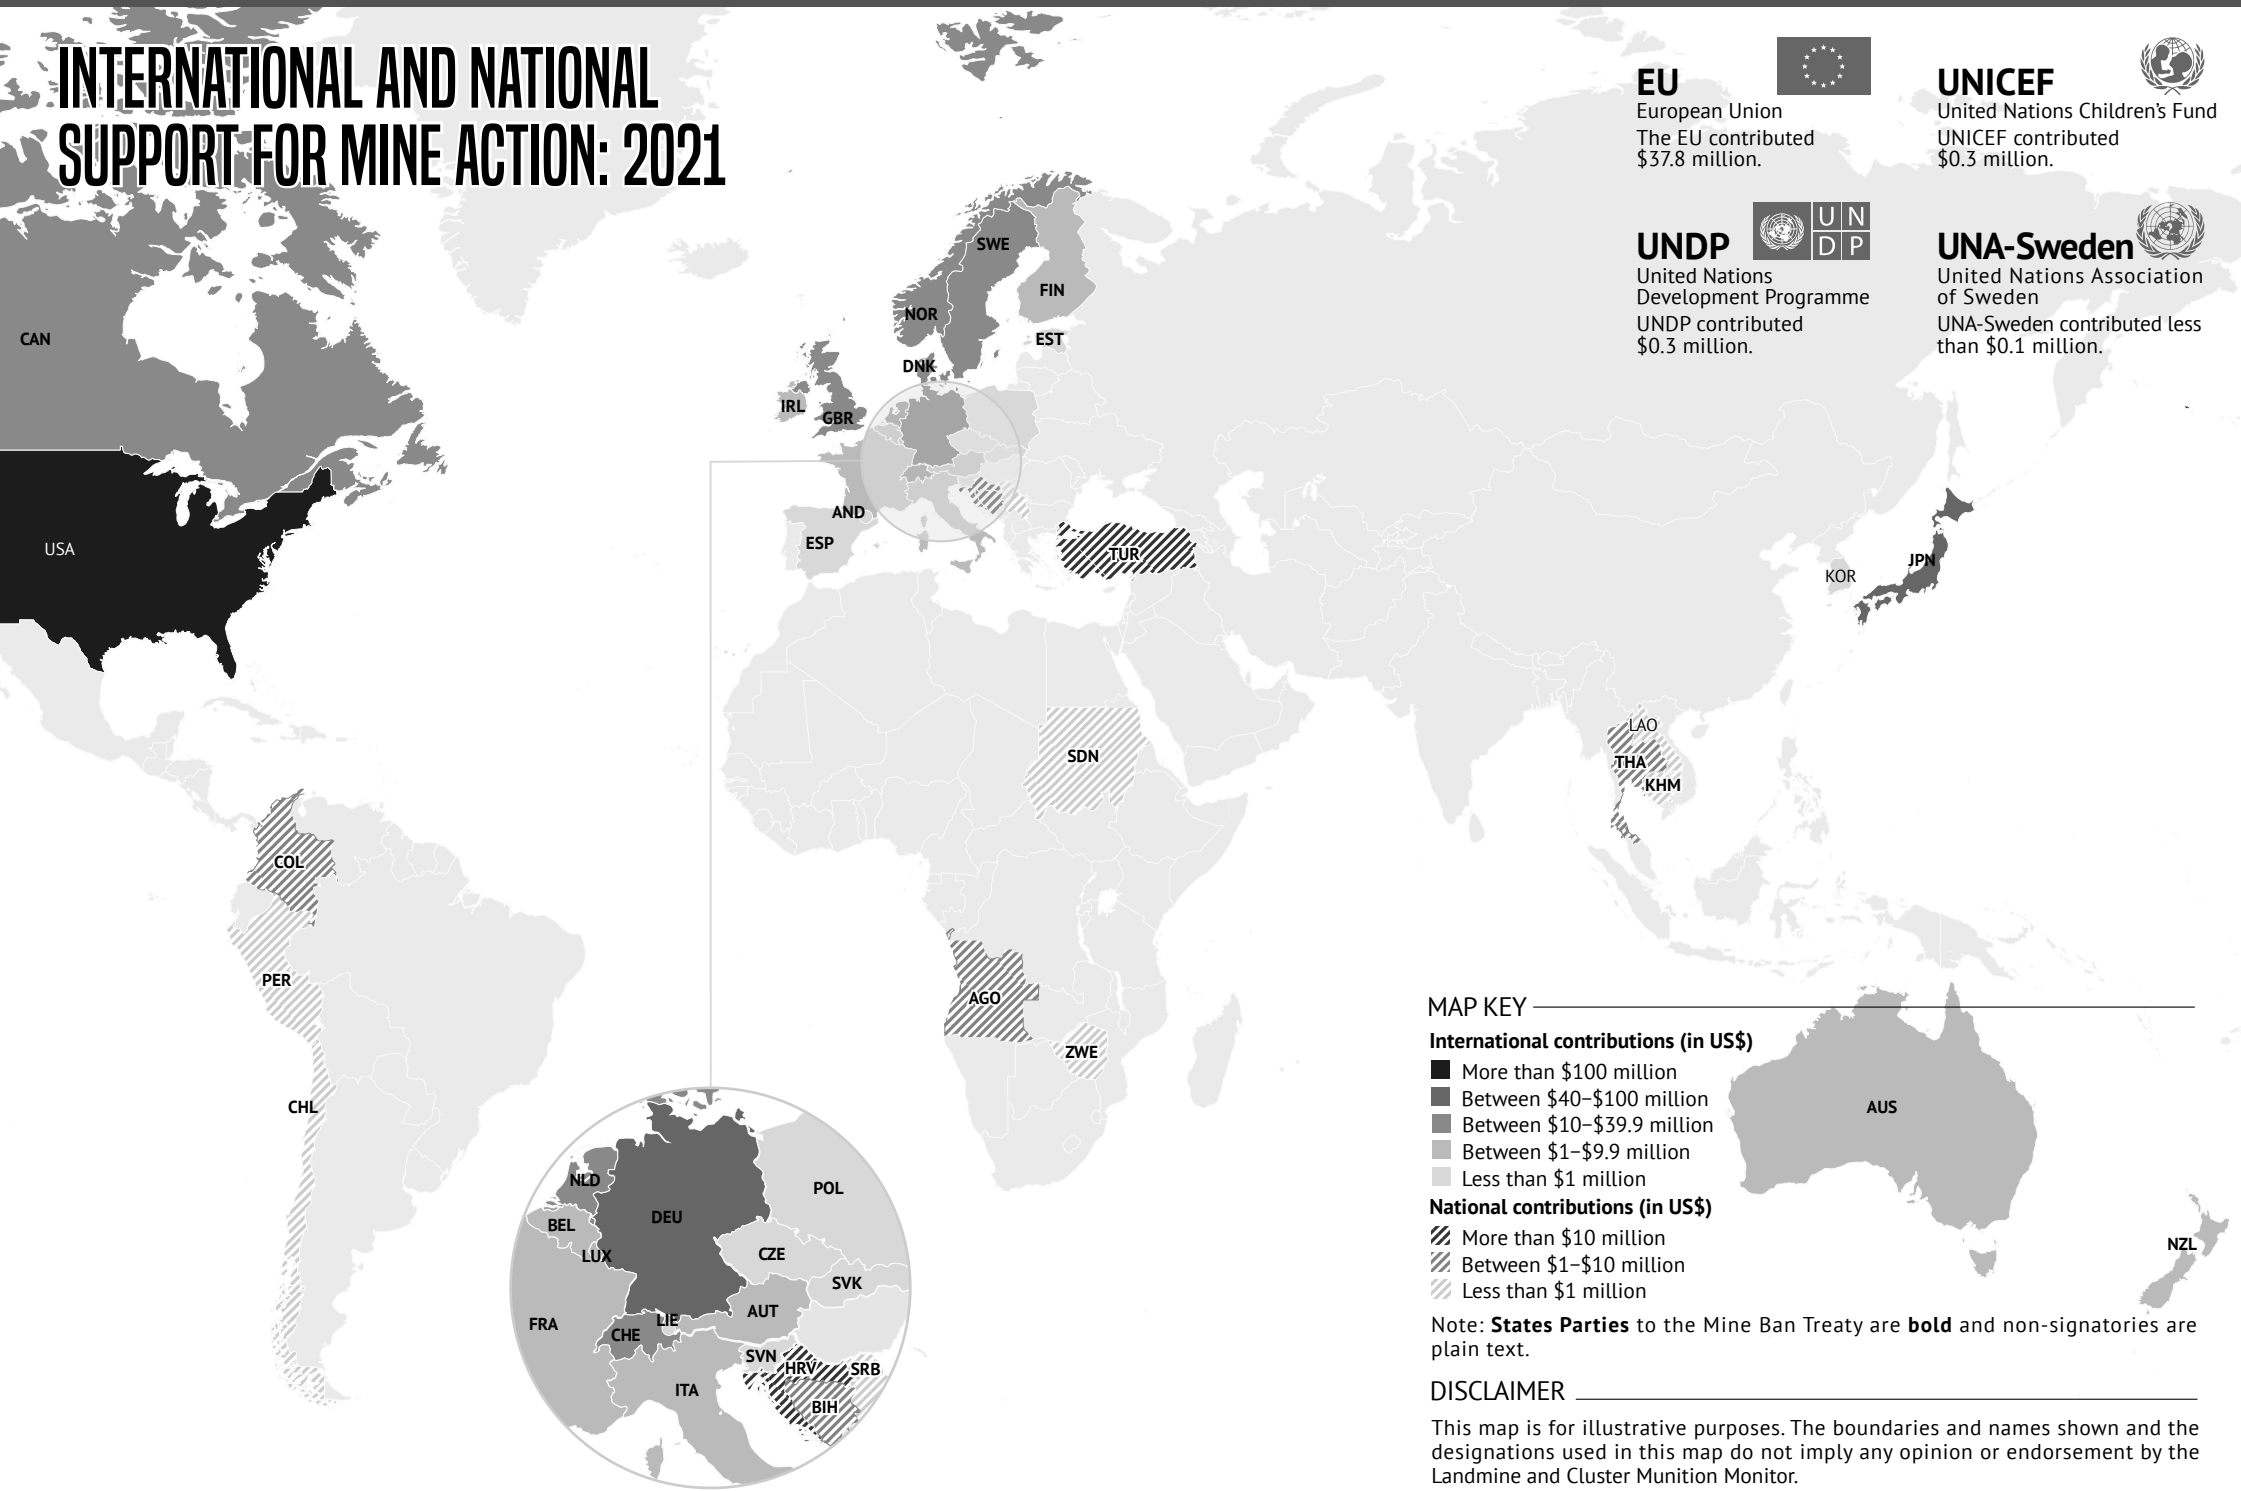 INTERNATIONAL AND NATIONAL
SUPPORT FOR MINE ACTION: 2021
EU
European Union
The EU contributed
$37.8 million.
UNICEF
United Nations Children's Fund
UNICEF contributed
$0.3 million.
UNDP
UN
DP
United Nations
Development Programme
UNDP contributed
$0.3 million.
UNA-Sweden
United Nations Association
of Sweden
UNA-Sweden contributed less
than $0.1 million.
CAN
USA
SWE
FIN
NOR
EST
DNK
IRL
GBR
AND
ESP
TUR
KOR
JPN
SDN
LAO
THA
KHM
COL
PER
CHL
AGO
ZWE
AUS
NZL
NLD
POL
BEL
DEU
LUX
CZE
SVK
FRA
LIE
AUT
CHE
SVN
HRV
SRB
ITA
BIH
MAP KEY
International contributions (in US$)
More than $100 million
Between $40–$100 million
Between $10–$39.9 million
Between $1–$9.9 million
Less than $1 million
National contributions (in US$)
More than $10 million
Between $1–$10 million
Less than $1 million
Note: States Parties to the Mine Ban Treaty are bold and non-signatories are
plain text.
DISCLAIMER
This map is for illustrative purposes. The boundaries and names shown and the
designations used in this map do not imply any opinion or endorsement by the
Landmine and Cluster Munition Monitor.